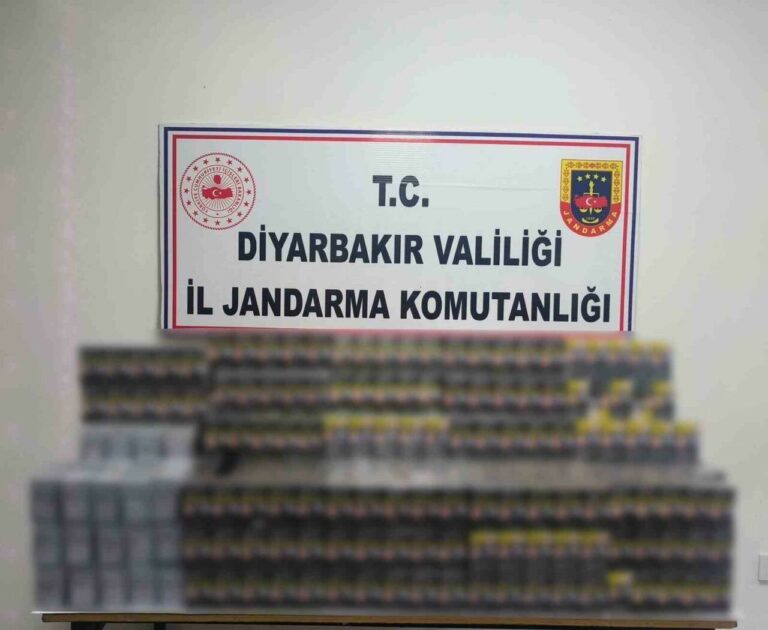 T.C.
DİYARBAKIR VALİLİĞİ
İL JANDARMA KOMUTANLIĞI
JANDARMA